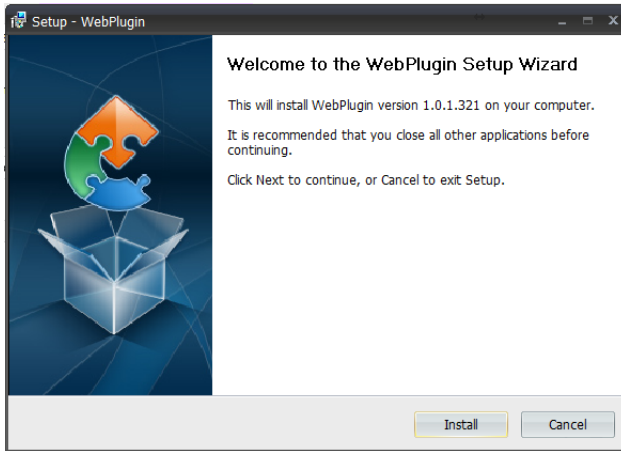 Setup - WebPlugin
Welcome to the WebPlugin Setup Wizard
This will install WebPlugin version 1.0.1.321 on your computer.
It is recommended that you close all other applications before
continuing.
Click Next to continue, or Cancel to exit Setup.
Install
Cancel